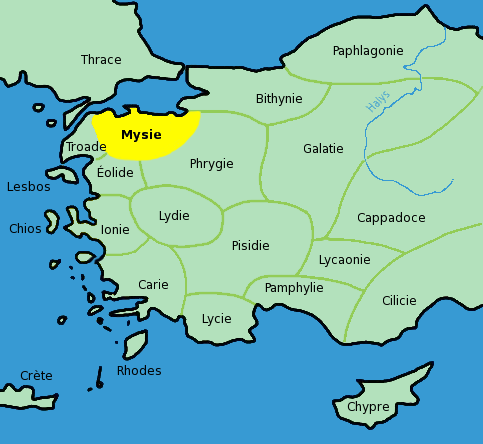 Paphlagonie
Thrace
Bithynie
Halys
Mysie
Troade
Galatie
Phrygie
Éolide
Lesbos
Lydie
Cappadoce
Chios
Ionie
Pisidie
Lycaonie
Carie
Pamphylie
Cilicie
Lycie
Rhodes
Crète
Chypre